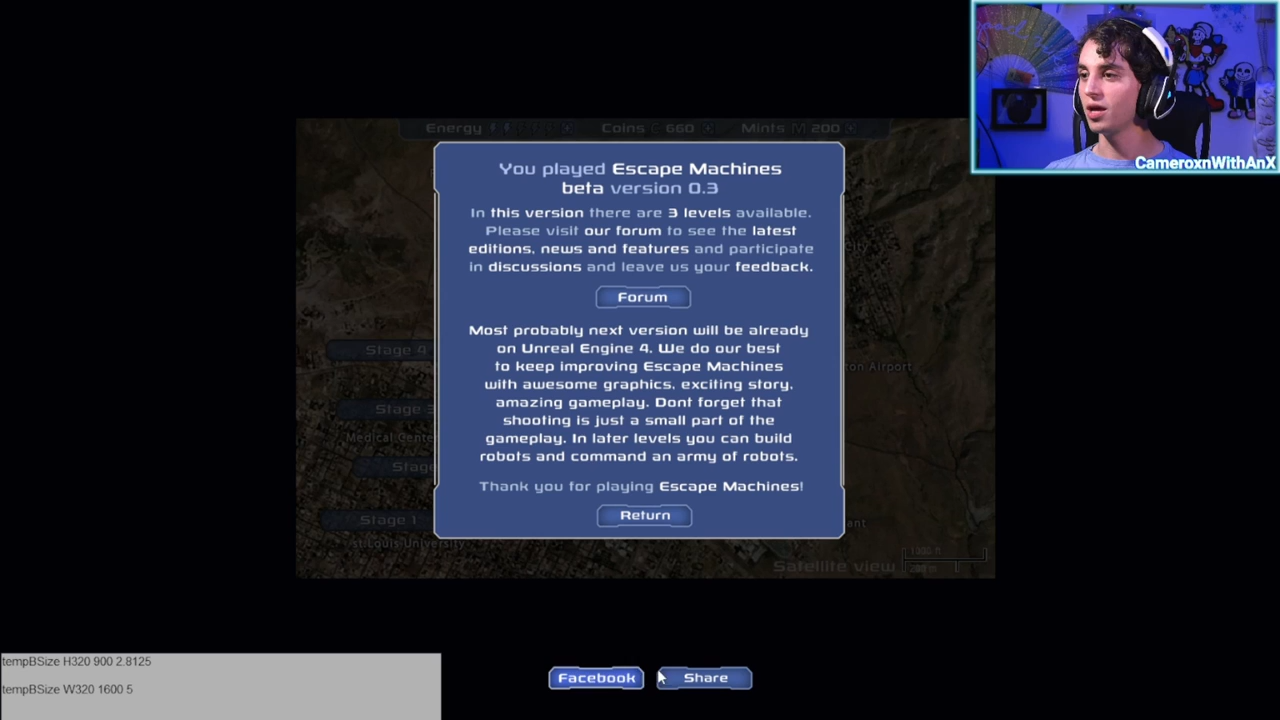 Energy
Coins C 660
Mints M 200
You played Escape Machines
beta version 0.3
In this version there are 3 levels available.
Please visit our forum to see the latest
editions, news and features and participate
in discussions and leave us your feedback.
Forum
Most probably next version will be already
on Unreal Engine 4. We do our best
to keep improving Escape Machines
with awesome graphics, exciting story,
amazing gameplay. Dont forget that
shooting is just a small part of the
gameplay. In later levels you can build
robots and command an army of robots.
Thank you for playing Escape Machines!
Return
Stage 4
Stage 3
Medical Center
Stage
Stage 1
St.Louis University
Airport
Satellite view
1000 ft
200 m
Facebook
Share
tempBSize H320 900 2.8125
tempBSize W320 1600 5
CameroxnWithAnX